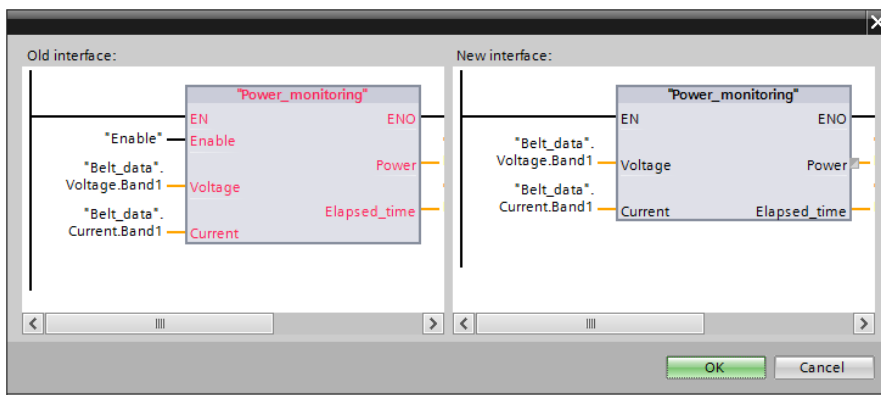 Old interface:
"Power_monitoring"
EN ENO
"Enable" Enable
"Belt_data".
Voltage.Band1 Voltage Power
"Belt_data".
Current.Band1 Current Elapsed_time
New interface:
"Power_monitoring"
EN ENO
"Belt_data".
Voltage.Band1 Voltage Power
"Belt_data".
Current.Band1 Current Elapsed_time
OK Cancel